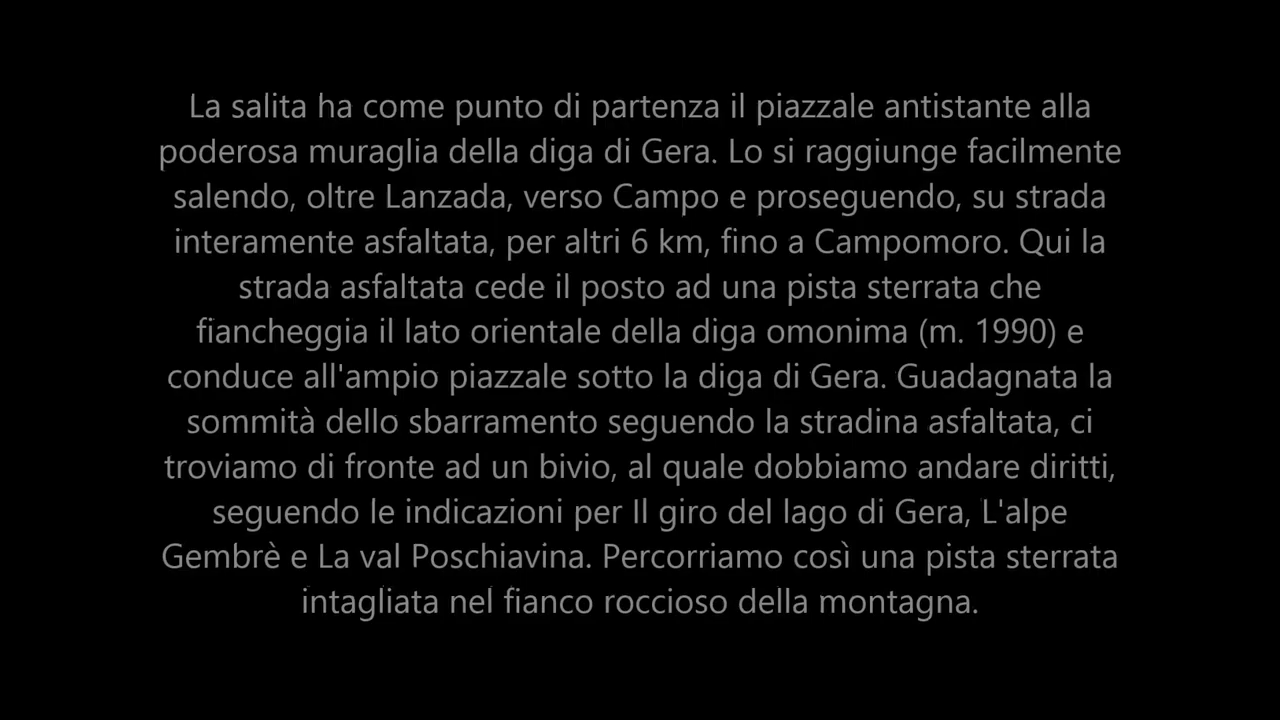 La salita ha come punto di partenza il piazzale antistante alla
poderosa muraglia della diga di Gera. Lo si raggiunge facilmente
salendo, oltre Lanzada, verso Campo e proseguendo, su strada
interamente asfaltata, per altri 6 km, fino a Campomoro. Qui la
strada asfaltata cede il posto ad una pista sterrata che
fiancheggia il lato orientale della diga omonima (m. 1990) e
conduce all'ampio piazzale sotto la diga di Gera. Guadagnata la
sommità dello sbarramento seguendo la stradina asfaltata, ci
troviamo di fronte ad un bivio, al quale dobbiamo andare diritti,
seguendo le indicazioni per Il giro del lago di Gera, L'alpe
Gembrè e La val Poschiavina. Percorriamo così una pista sterrata
intagliata nel fianco roccioso della montagna.